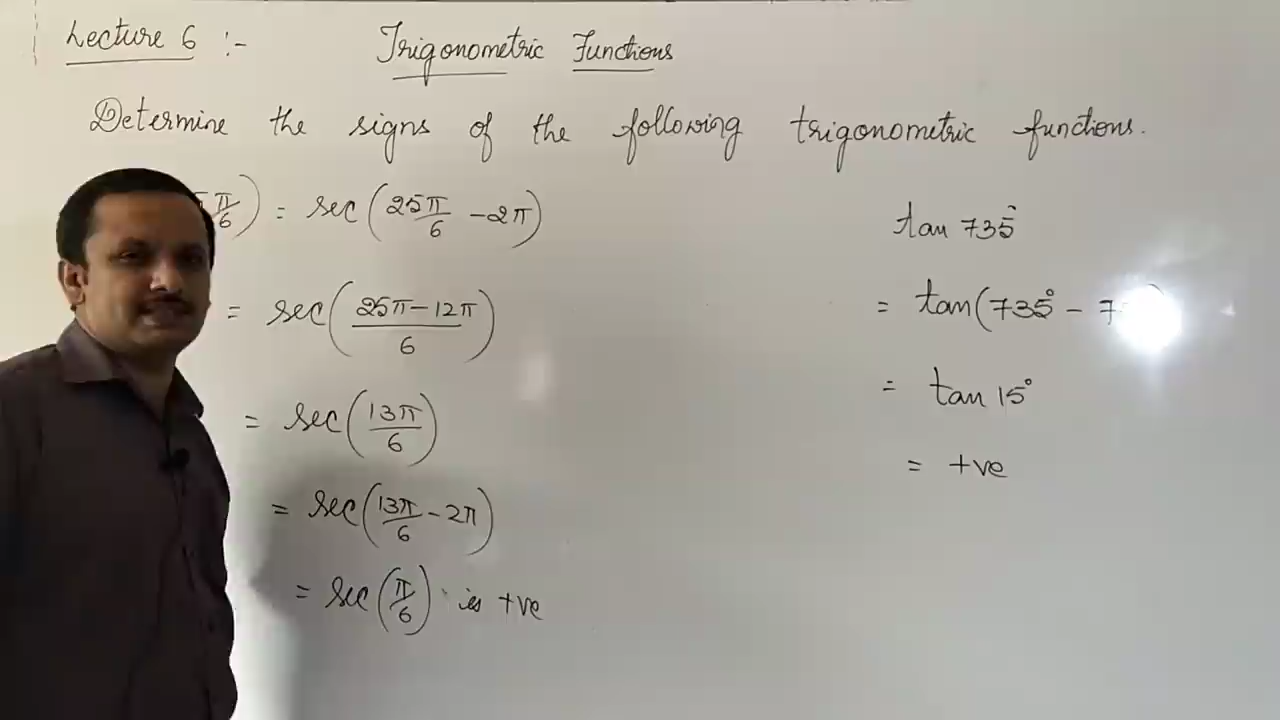 Lecture 6 :- Trigonometric Functions
Determine the signs of the following trigonometric functions.
π/6) = sec(25π/6 - 2π)
= sec((25π - 12π)/6)
= sec(13π/6)
= sec(13π/6 - 2π)
= sec(π/6) is +ve
tan 735°
= tan(735° - 7
= tan 15°
= +ve